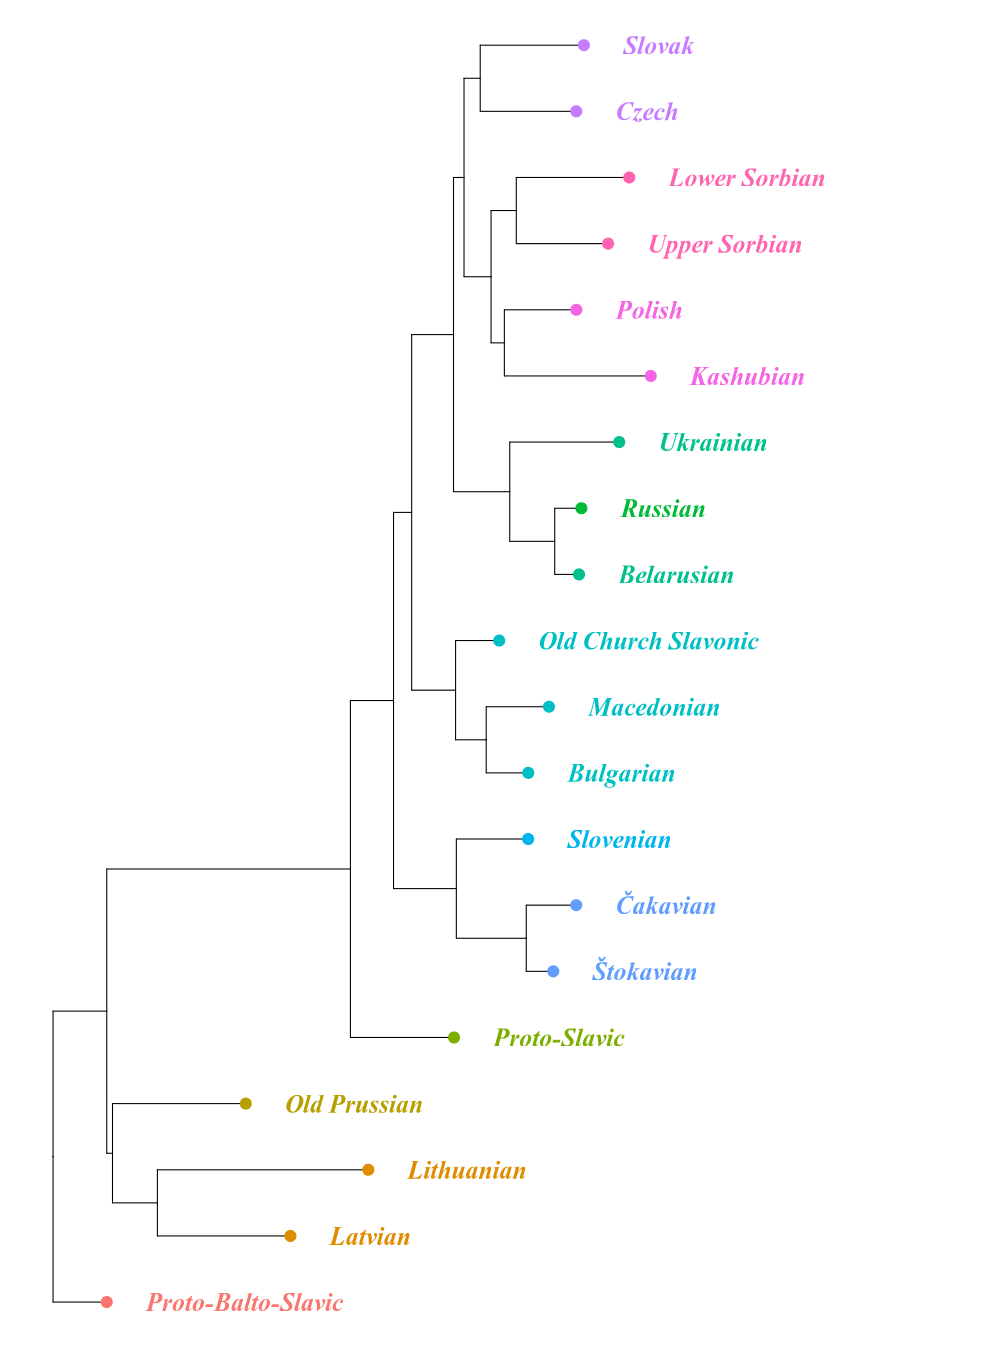 Slovak
Czech
Lower Sorbian
Upper Sorbian
Polish
Kashubian
Ukrainian
Russian
Belarusian
Old Church Slavonic
Macedonian
Bulgarian
Slovenian
Čakavian
Štokavian
Proto-Slavic
Old Prussian
Lithuanian
Latvian
Proto-Balto-Slavic